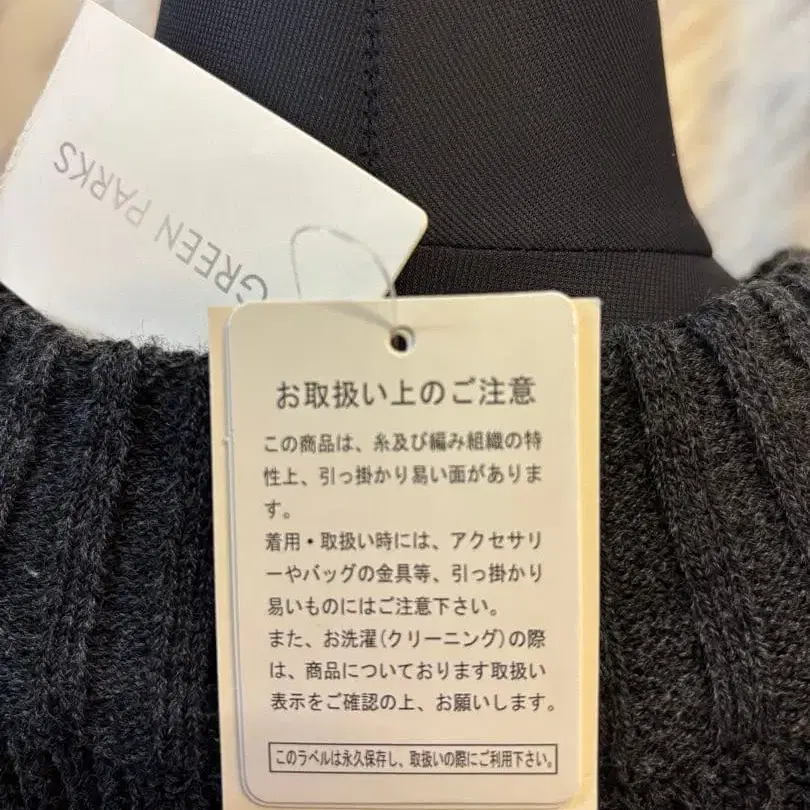 GREEN PARKS
お取扱い上のご注意
この商品は、糸及び編み組織の特
性上、引っ掛かり易い面がありま
す。
着用・取扱い時には、アクセサリ
ーやバッグの金具等、引っ掛かり
易いものにはご注意下さい。
また、お洗濯(クリーニング)の際
は、商品についております取扱い
表示をご確認の上、お願いします。
このラベルは永久保存し、取扱いの際にご利用下さい。